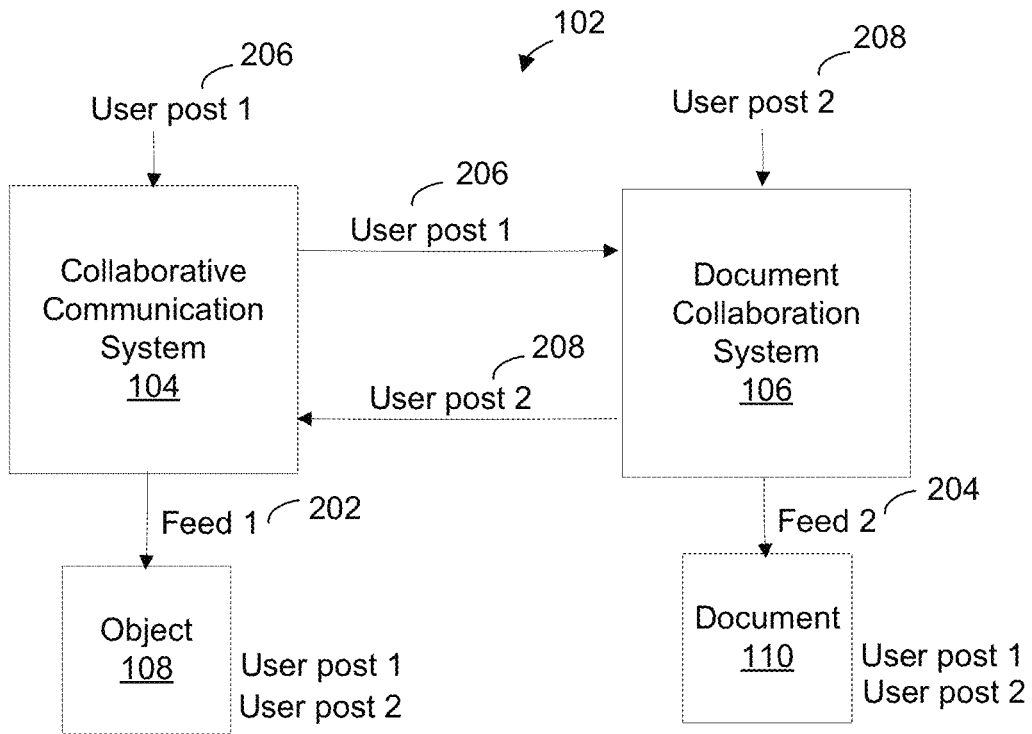 102
206
User post 1
208
User post 2
206
User post 1
Collaborative
Communication
System
104
Document
Collaboration
System
106
208
User post 2
Feed 1
202
Feed 2
204
Object
108
User post 1
User post 2
Document
110
User post 1
User post 2